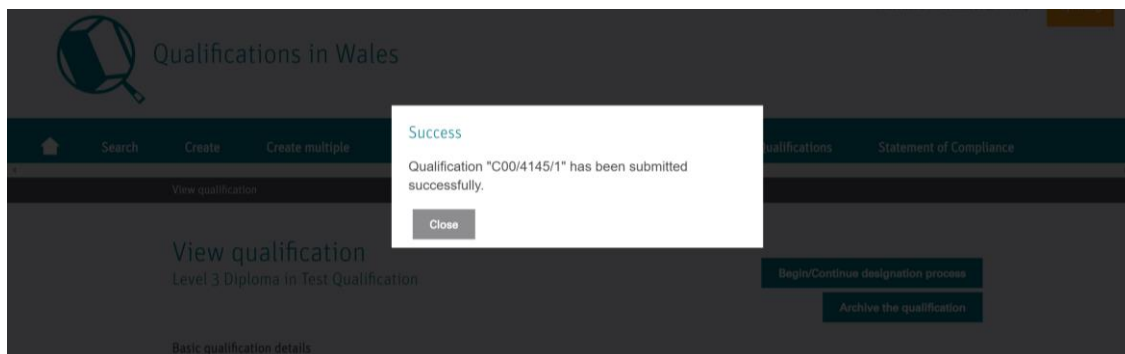 Qualifications in Wales
Search Create Create multiple Qualifications Statement of Compliance
View qualification
Success
Qualification "C00/4145/1" has been submitted
successfully.
Close
View qualification
Level 3 Diploma in Test Qualification
Begin/Continue designation process
Archive the qualification
Basic qualification details